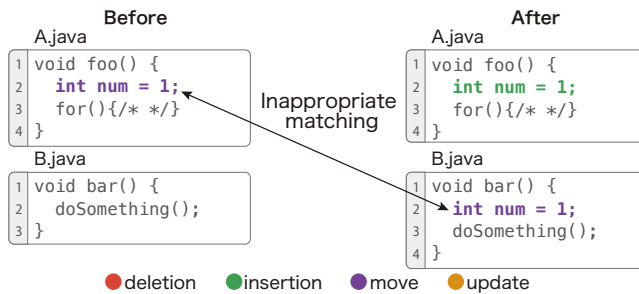 Before
A.java
1 void foo() {
2 int num = 1;
3 for(){/* */}
4 }
B.java
1 void bar() {
2 doSomething();
3 }
Inappropriate
matching
After
A.java
1 void foo() {
2 int num = 1;
3 for(){/* */}
4 }
B.java
1 void bar() {
2 int num = 1;
3 doSomething();
4 }
deletion insertion move update